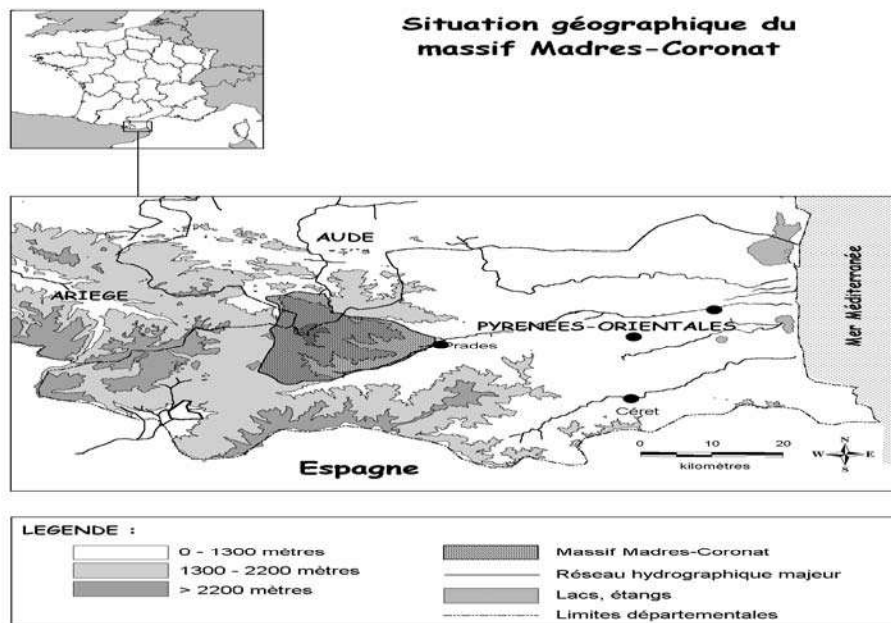 Situation géographique du
massif Madres-Coronat
AUDE
ARIEGE
PYRENEES-ORIENTALES
Prades
Mer Méditerranée
Céret
Espagne
0 10 20
kilomètres
N
W E
S
LEGENDE :
0 - 1300 mètres
1300 - 2200 mètres
> 2200 mètres
Massif Madres-Coronat
Réseau hydrographique majeur
Lacs, étangs
Limites départementales